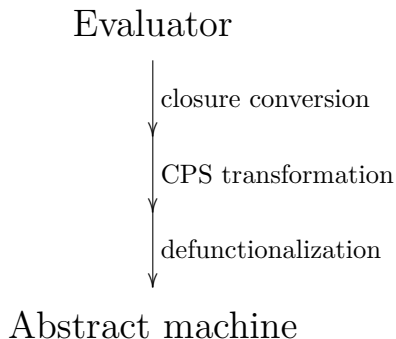 Evaluator
closure conversion
CPS transformation
defunctionalization
Abstract machine